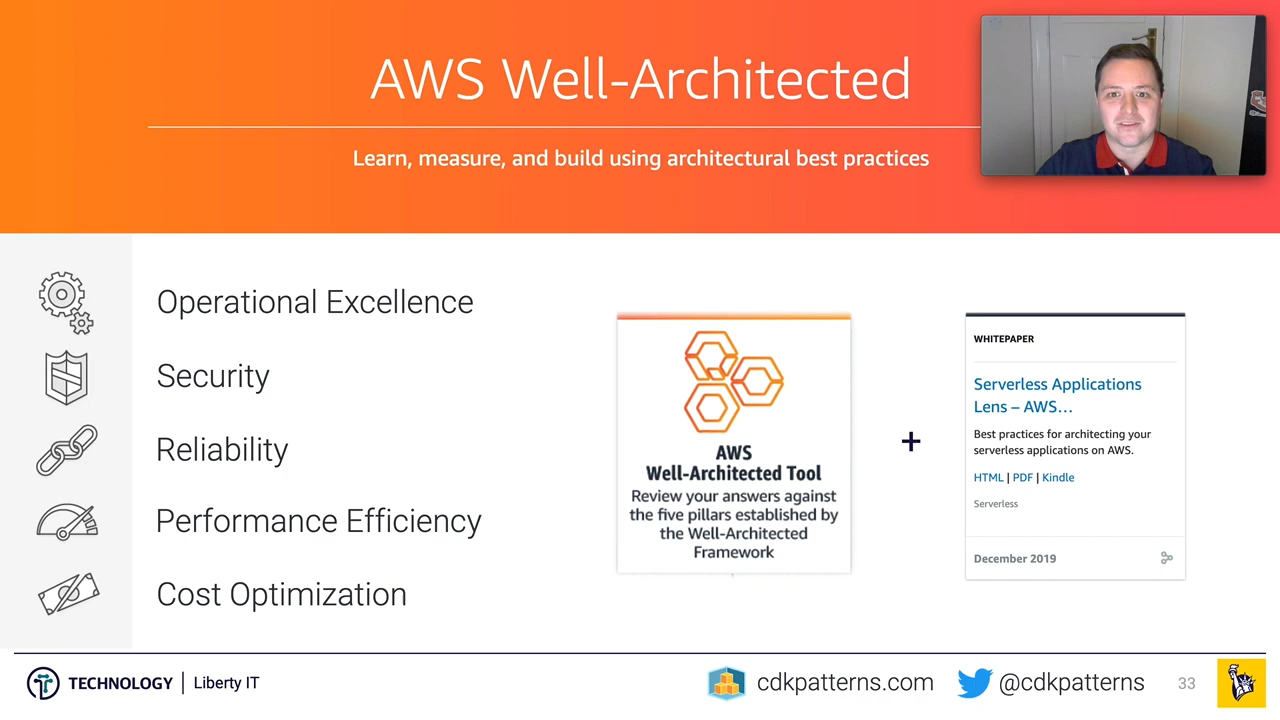 AWS Well-Architected
Learn, measure, and build using architectural best practices
Operational Excellence
Security
Reliability
Performance Efficiency
Cost Optimization
AWS
Well-Architected Tool
Review your answers against
the five pillars established by
the Well-Architected
Framework
+
WHITEPAPER
Serverless Applications
Lens – AWS...
Best practices for architecting your
serverless applications on AWS.
HTML | PDF | Kindle
Serverless
December 2019
TECHNOLOGY | Liberty IT
cdkpatterns.com
@cdkpatterns
33